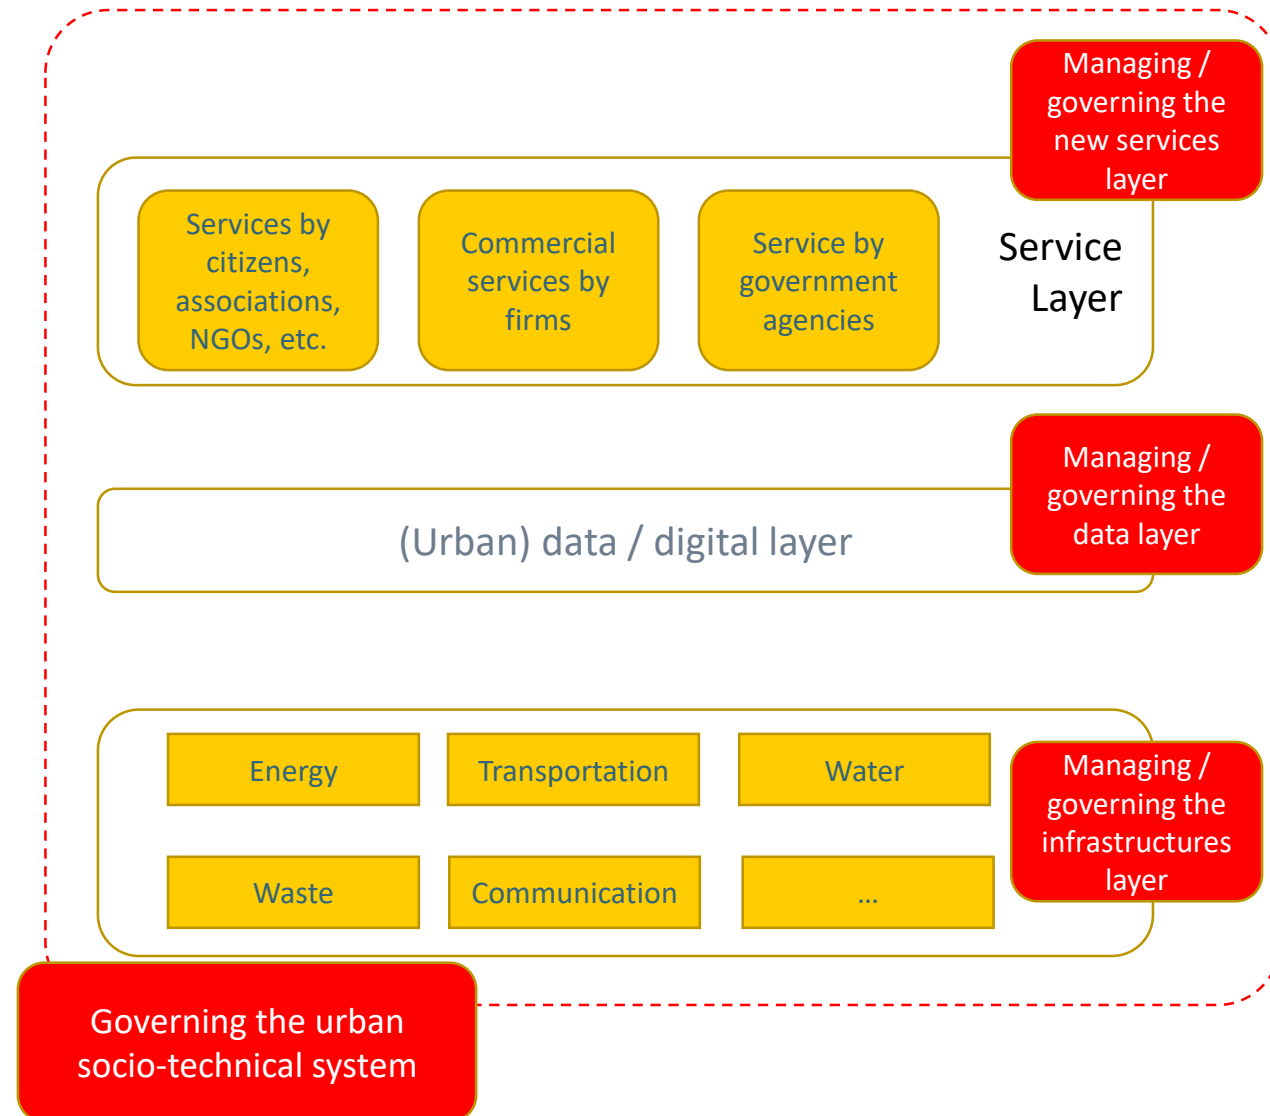 Managing /
governing the
new services
layer
Services by
citizens,
associations,
NGOs, etc.
Commercial
services by
firms
Service by
government
agencies
Service
Layer
Managing /
governing the
data layer
(Urban) data / digital layer
Energy
Transportation
Water
Managing /
governing the
infrastructures
layer
Waste
Communication
...
Governing the urban
socio-technical system